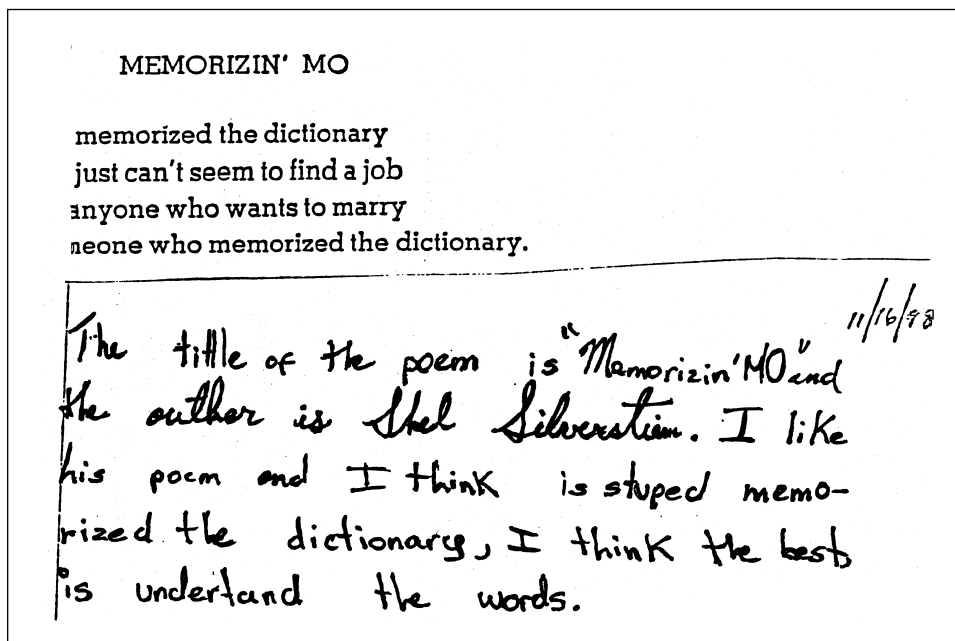 MEMORIZIN' MO
memorized the dictionary
just can't seem to find a job
anyone who wants to marry
meone who memorized the dictionary.
11/16/98
The tittle of the poem is "Memorizin' MO" and
the outher is Shel Silverstien. I like
his poem and I think is stuped memo-
rized the dictionary, I think the best,
is undertand the words.